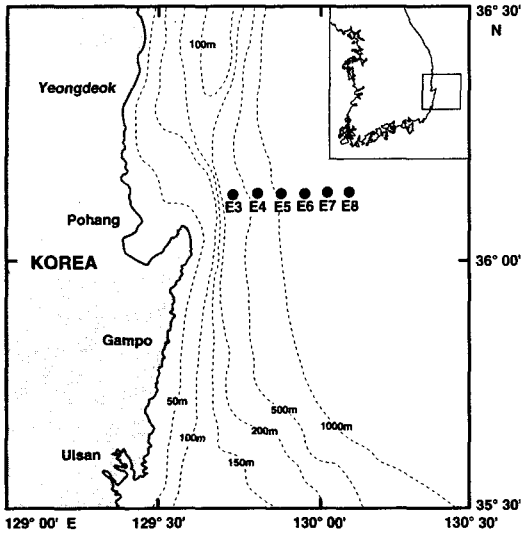 36° 30'
N
100m
Yeongdeok
E3 E4 E5 E6 E7 E8
Pohang
KOREA
36° 00'
Gampo
50m
500m
1000m
100m
200m
Ulsan
150m
35° 30'
129° 00' E
129° 30'
130° 00'
130° 30'